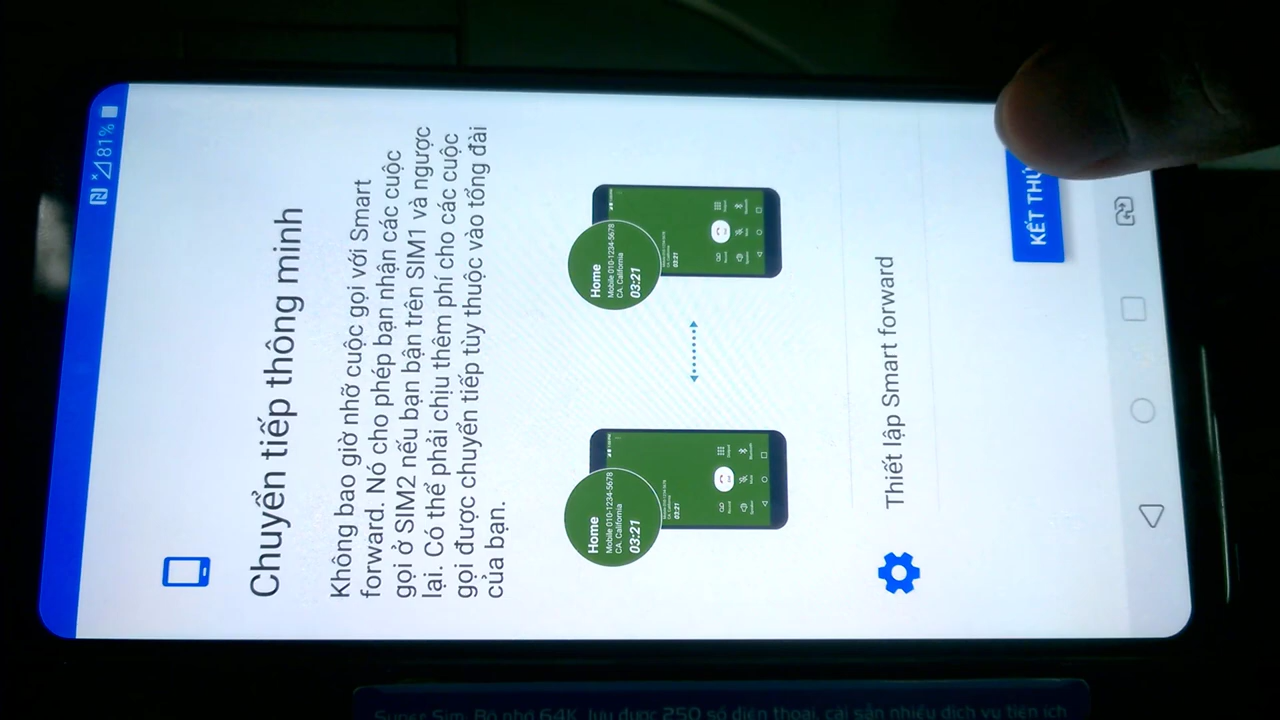 81%
Chuyển tiếp thông minh
Không bao giờ nhỡ cuộc gọi với Smart
forward. Nó cho phép bạn nhận các cuộc
gọi ở SIM2 nếu bạn bận trên SIM1 và ngược
lại. Có thể phải chịu thêm phí cho các cuộc
gọi được chuyển tiếp tùy thuộc vào tổng đài
của bạn.
Home
Mobile 010-1234-5678
CA. California
03:21
03:21
Home
Mobile 010-1234-5678
CA. California
03:21
03:21
Thiết lập Smart forward
KẾT
Super Sim. Bộ nhớ 64K, lưu được 250 số điện thoại, cài sẵn nhiều dịch vụ tiện ích